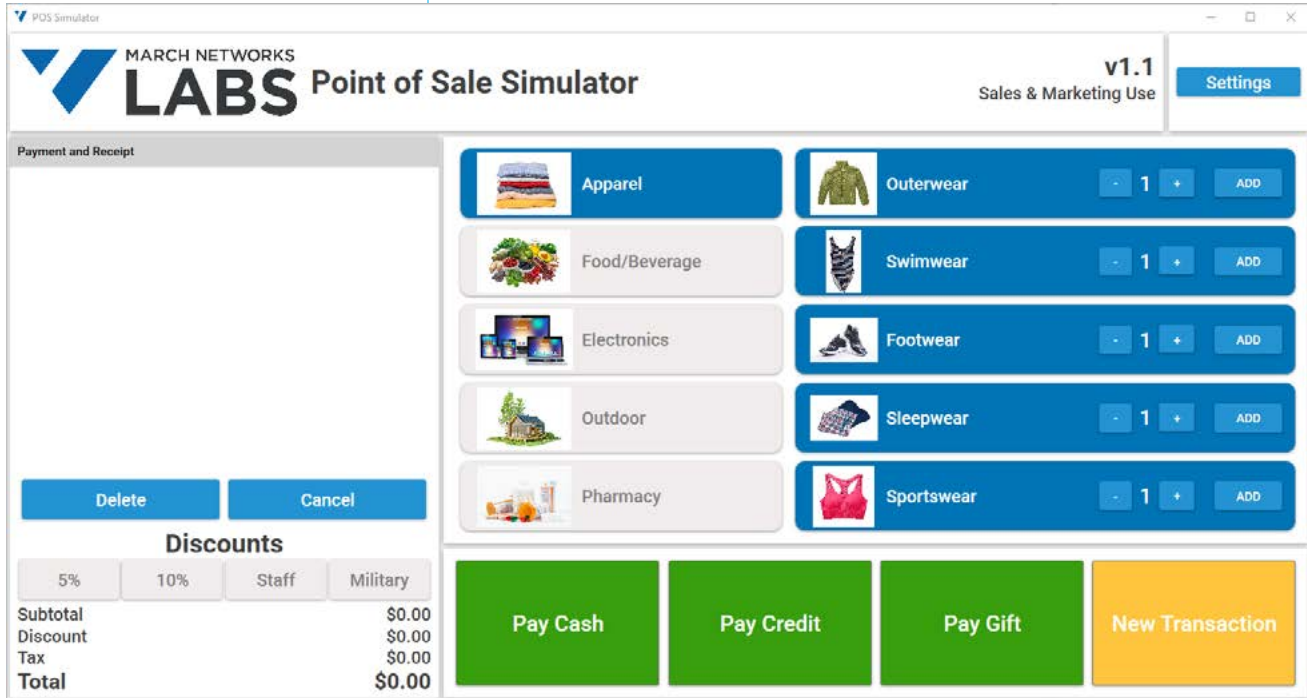 POS Simulator
MARCH NETWORKS
LABS
Point of Sale Simulator
v1.1
Sales & Marketing Use
Settings
Payment and Receipt
Delete
Cancel
Discounts
5%
10%
Staff
Military
Subtotal $0.00
Discount $0.00
Tax $0.00
Total $0.00
Apparel
Food/Beverage
Electronics
Outdoor
Pharmacy
Outerwear - 1 + ADD
Swimwear - 1 + ADD
Footwear - 1 + ADD
Sleepwear - 1 + ADD
Sportswear - 1 + ADD
Pay Cash
Pay Credit
Pay Gift
New Transaction